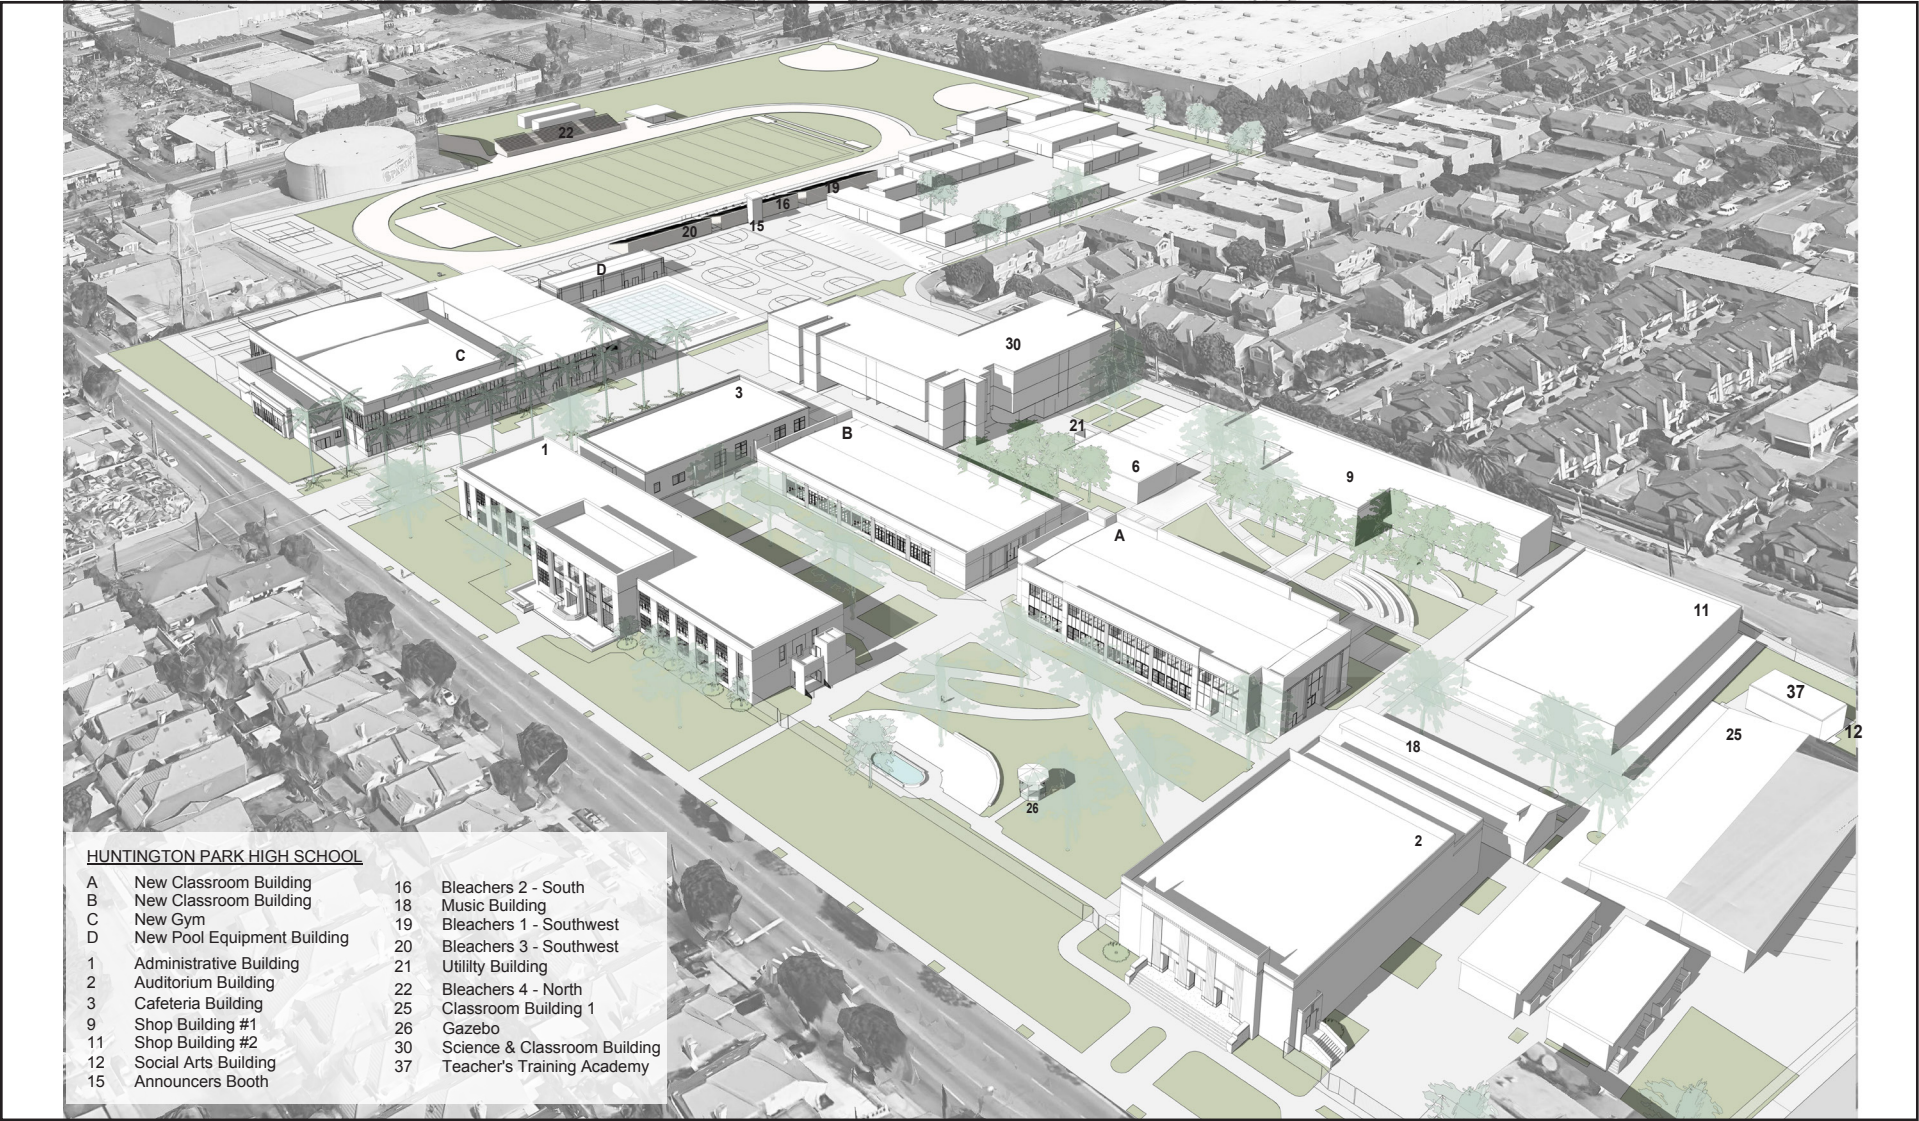 22
19
16
15
20
D
C
30
3
1
B
21
6
9
A
11
37
12
25
18
26
2
HUNTINGTON PARK HIGH SCHOOL
A New Classroom Building
B New Classroom Building
C New Gym
D New Pool Equipment Building
1 Administrative Building
2 Auditorium Building
3 Cafeteria Building
9 Shop Building #1
11 Shop Building #2
12 Social Arts Building
15 Announcers Booth
16 Bleachers 2 - South
18 Music Building
19 Bleachers 1 - Southwest
20 Bleachers 3 - Southwest
21 Utililty Building
22 Bleachers 4 - North
25 Classroom Building 1
26 Gazebo
30 Science & Classroom Building
37 Teacher's Training Academy